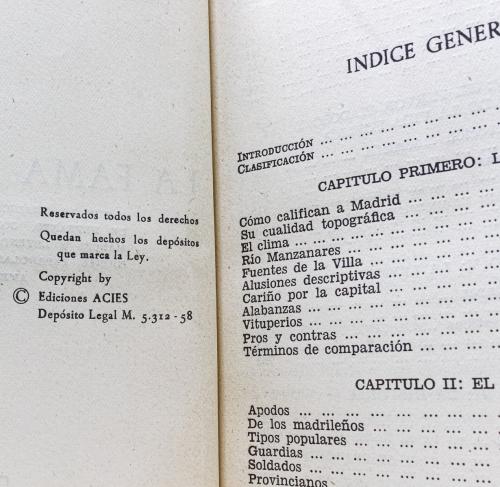 Reservados todos los derechos
Quedan hechos los depósitos
que marca la Ley.
Copyright by
© Ediciones ACIES
Depósito Legal M. 5.312 - 58
INDICE GENER
INTRODUCCIÓN ... ... ... ... ... ... ...
CLASIFICACIÓN ... ... ... ... ... ... ...
CAPITULO PRIMERO: L
Cómo califican a Madrid ... ... ... ...
Su cualidad topográfica ... ... ... ...
El clima ... ... ... ... ... ... ... ...
Río Manzanares ... ... ... ... ... ...
Fuentes de la Villa ... ... ... ... ...
Alusiones descriptivas ... ... ... ...
Cariño por la capital ... ... ... ...
Alabanzas ... ... ... ... ... ... ...
Vituperios ... ... ... ... ... ... ...
Pros y contras ... ... ... ... ... ...
Términos de comparación ... ... ... ...
CAPITULO II: EL
Apodos ... ... ... ... ... ... ...
De los madrileños ... ... ... ... ...
Tipos populares ... ... ... ... ...
Guardias ... ... ... ... ... ... ...
Soldados ... ... ... ... ... ... ...
Provincianos ... ... ... ... ...